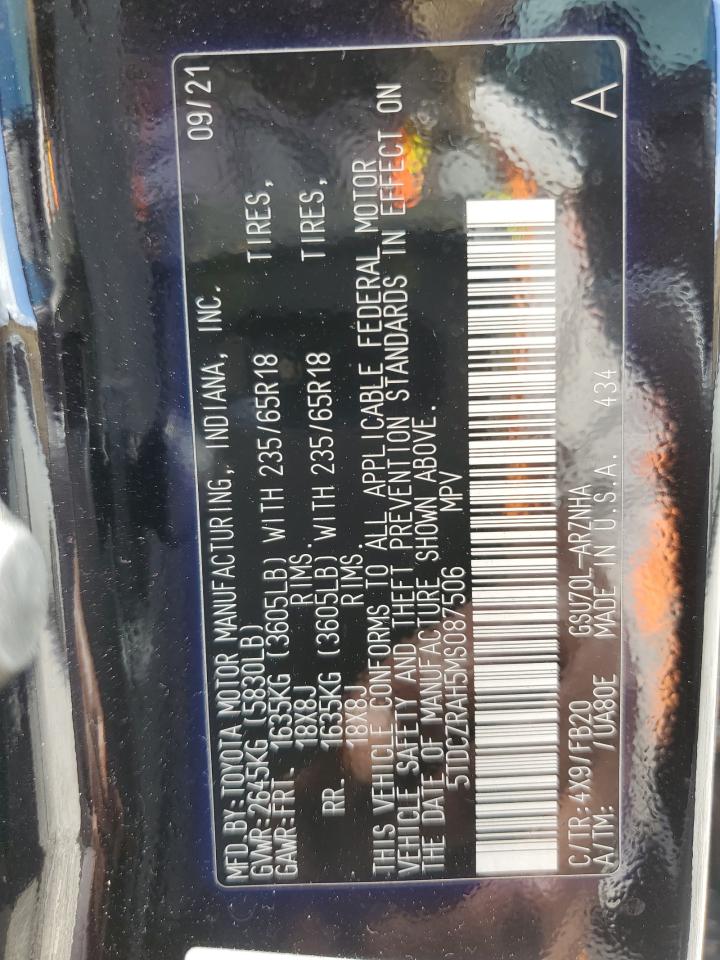 MFD.BY:TOYOTA MOTOR MANUFACTURING, INDIANA, INC. 09/21
GVWR:2645KG (5830LB)
GAWR:FRT. 1635KG (3605LB) WITH 235/65R18 TIRES,
18X8J RIMS.
RR. 1635KG (3605LB) WITH 235/65R18 TIRES,
18X8J RIMS.
THIS VEHICLE CONFORMS TO ALL APPLICABLE FEDERAL MOTOR
VEHICLE SAFETY AND THEFT PREVENTION STANDARDS IN EFFECT ON
THE DATE OF MANUFACTURE SHOWN ABOVE.
5TDCZRAH5MS087506 MPV
C/TR:4X9/FB20 GSU70L-ARZNHA A
A/TM: /UA80E MADE IN U.S.A. 434